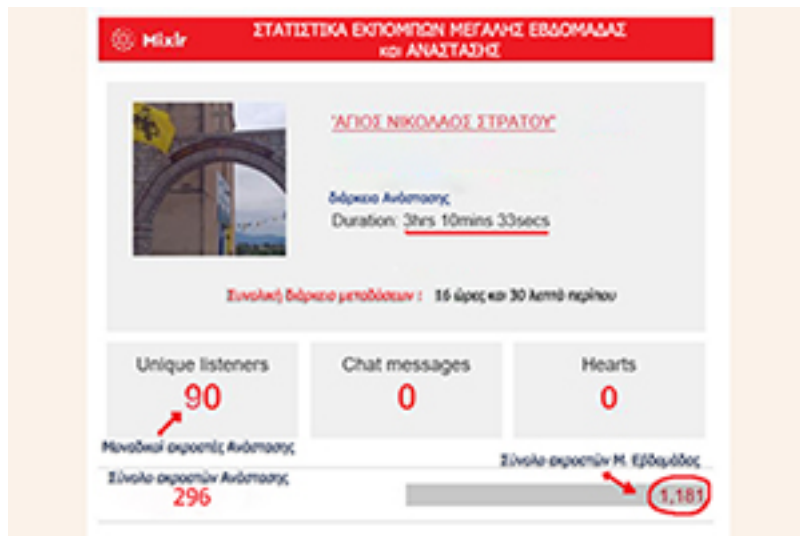 Mixlr
ΣΤΑΤΙΣΤΙΚΑ ΕΚΠΟΜΠΩΝ ΜΕΓΑΛΗΣ ΕΒΔΟΜΑΔΑΣ
και ΑΝΑΣΤΑΣΗΣ
'ΑΓΙΟΣ ΝΙΚΟΛΑΟΣ ΣΤΡΑΤΟΥ'
διάρκεια Ανάστασης
Duration: 3hrs 10mins 33secs
Συνολική διάρκεια μεταδόσεων : 16 ώρες και 30 λεπτά περίπου
Unique listeners
90
Chat messages
0
Hearts
0
Μοναδικοί ακροατές Ανάστασης
Σύνολο ακροατών Μ. Εβδομάδος
Σύνολο ακροατών Ανάστασης
296
1,181